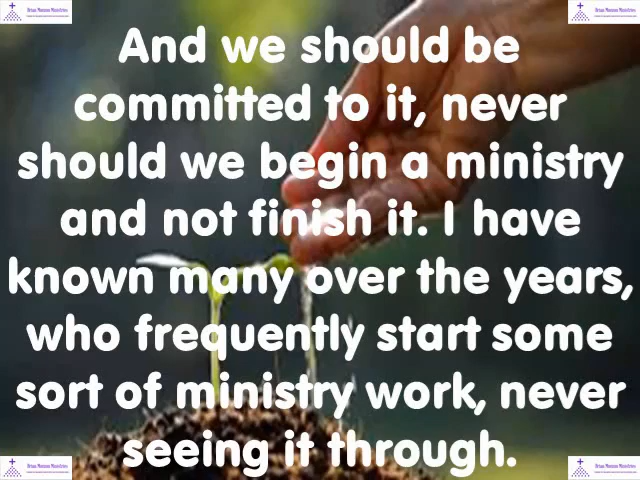 And we should be
committed to it, never
should we begin a ministry
and not finish it. I have
known many over the years,
who frequently start some
sort of ministry work, never
seeing it through.